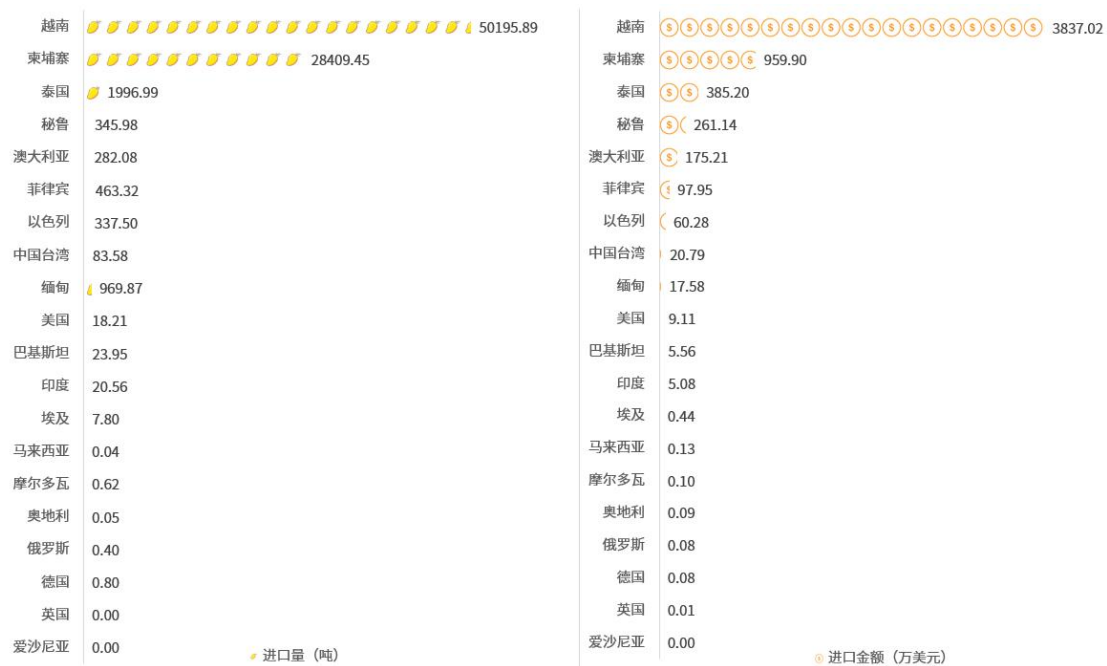 越南 50195.89
柬埔寨 28409.45
泰国 1996.99
秘鲁 345.98
澳大利亚 282.08
菲律宾 463.32
以色列 337.50
中国台湾 83.58
缅甸 969.87
美国 18.21
巴基斯坦 23.95
印度 20.56
埃及 7.80
马来西亚 0.04
摩尔多瓦 0.62
奥地利 0.05
俄罗斯 0.40
德国 0.80
英国 0.00
爱沙尼亚 0.00
进口量（吨）
越南 3837.02
柬埔寨 959.90
泰国 385.20
秘鲁 261.14
澳大利亚 175.21
菲律宾 97.95
以色列 60.28
中国台湾 20.79
缅甸 17.58
美国 9.11
巴基斯坦 5.56
印度 5.08
埃及 0.44
马来西亚 0.13
摩尔多瓦 0.10
奥地利 0.09
俄罗斯 0.08
德国 0.08
英国 0.01
爱沙尼亚 0.00
进口金额（万美元）